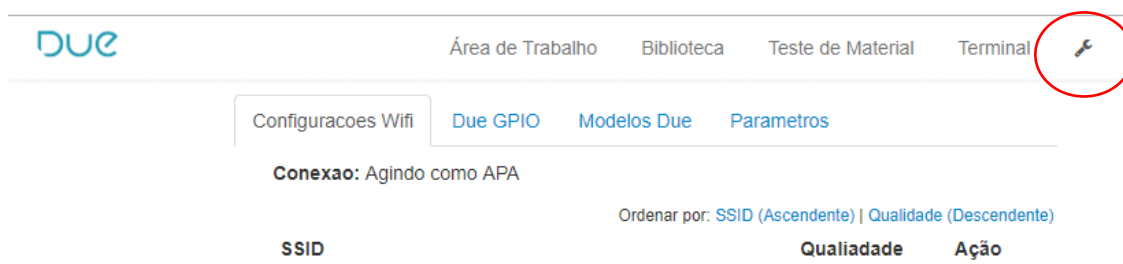 Due Área de Trabalho Biblioteca Teste de Material Terminal
Configuracoes Wifi Due GPIO Modelos Due Parametros
Conexao: Agindo como APA
Ordenar por: SSID (Ascendente) | Qualidade (Descendente)
SSID Qualiadade Ação